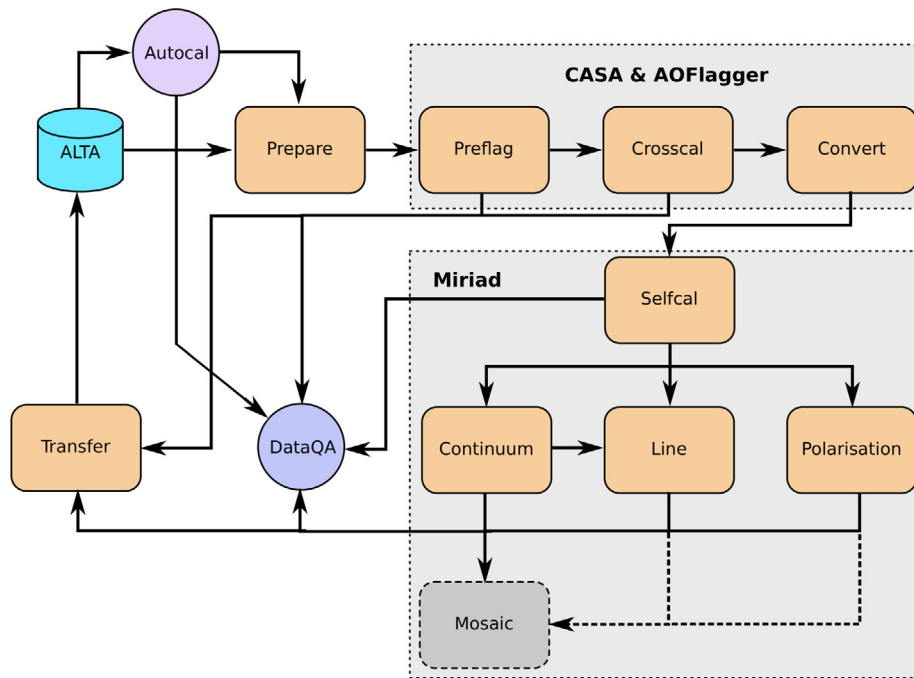 Autocal
CASA & AOFlagger
ALTA
Prepare
Preflag
Crosscal
Convert
Miriad
Selfcal
Transfer
DataQA
Continuum
Line
Polarisation
Mosaic